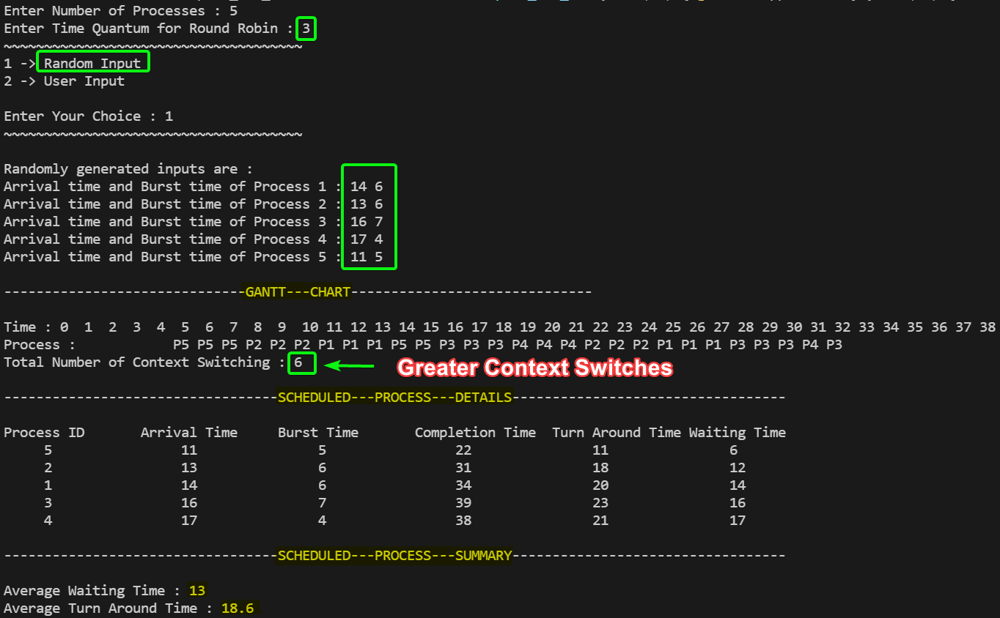 Enter Number of Processes : 5
Enter Time Quantum for Round Robin : 3
~~~~~~~~~~~~~~~~~~~~~~~~~~~~~~~~~~~~~
1 -> Random Input
2 -> User Input
Enter Your Choice : 1
~~~~~~~~~~~~~~~~~~~~~~~~~~~~~~~~~~~~~
Randomly generated inputs are :
Arrival time and Burst time of Process 1 : 14 6
Arrival time and Burst time of Process 2 : 13 6
Arrival time and Burst time of Process 3 : 16 7
Arrival time and Burst time of Process 4 : 17 4
Arrival time and Burst time of Process 5 : 11 5
------------------------------GANTT---CHART------------------------------
Time : 0 1 2 3 4 5 6 7 8 9 10 11 12 13 14 15 16 17 18 19 20 21 22 23 24 25 26 27 28 29 30 31 32 33 34 35 36 37 38
Process : P5 P5 P5 P2 P2 P2 P1 P1 P1 P5 P5 P3 P3 P3 P4 P4 P4 P2 P2 P2 P1 P1 P1 P3 P3 P3 P4 P3
Total Number of Context Switching : 6 Greater Context Switches
----------------------------------SCHEDULED---PROCESS---DETAILS----------------------------------
Process ID Arrival Time Burst Time Completion Time Turn Around Time Waiting Time
5 11 5 22 11 6
2 13 6 31 18 12
1 14 6 34 20 14
3 16 7 39 23 16
4 17 4 38 21 17
----------------------------------SCHEDULED---PROCESS---SUMMARY----------------------------------
Average Waiting Time : 13
Average Turn Around Time : 18.6